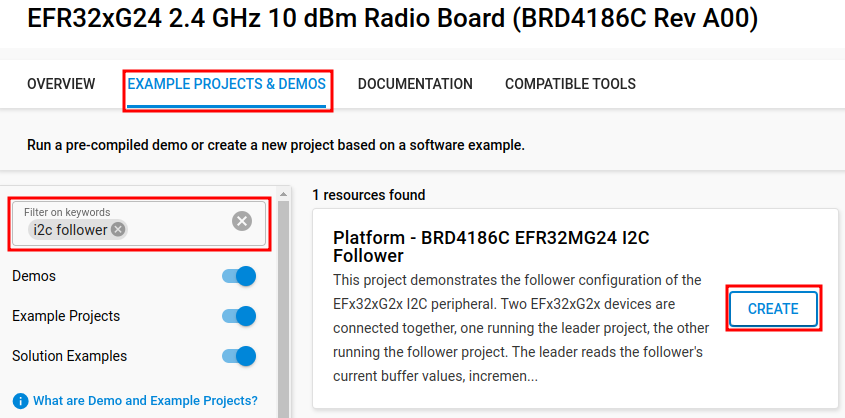 EFR32xG24 2.4 GHz 10 dBm Radio Board (BRD4186C Rev A00)
OVERVIEW
EXAMPLE PROJECTS & DEMOS
DOCUMENTATION
COMPATIBLE TOOLS
Run a pre-compiled demo or create a new project based on a software example.
Filter on keywords
i2c follower
Demos
Example Projects
Solution Examples
What are Demo and Example Projects?
1 resources found
Platform - BRD4186C EFR32MG24 I2C
Follower
This project demonstrates the follower configuration of the
EFx32xG2x I2C peripheral. Two EFx32xG2x devices are
connected together, one running the leader project, the other
running the follower project. The leader reads the follower's
current buffer values, incremen...
CREATE